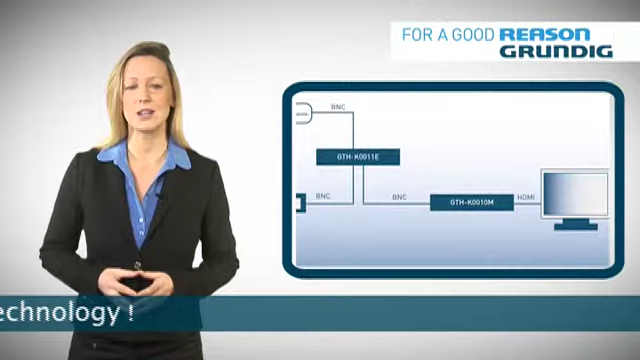 FOR A GOOD REASON
GRUNDIG
BNC
GTH-K0011E
BNC
BNC
GTH-K0010M
HDMI
echnology !